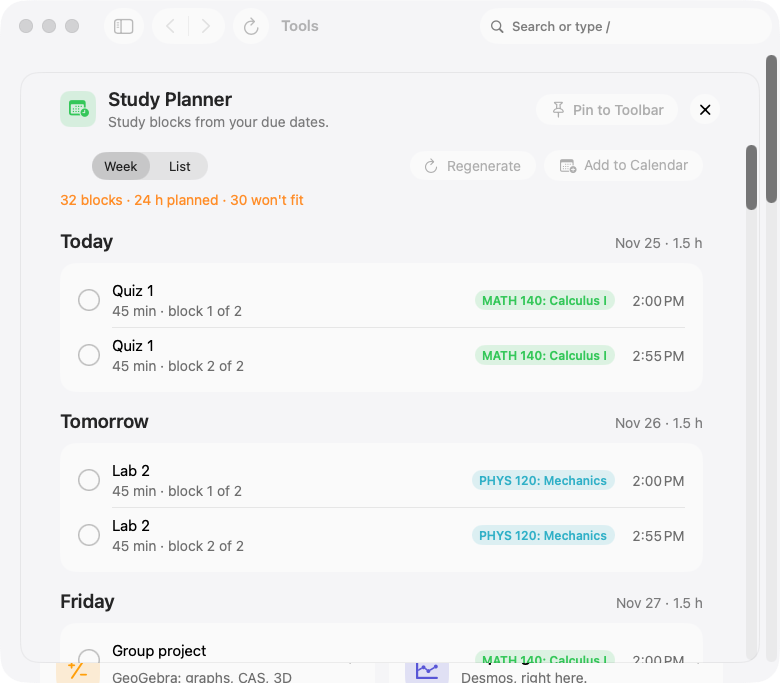 Tools
Search or type /
Study Planner
Study blocks from your due dates.
Pin to Toolbar
Week
List
Regenerate
Add to Calendar
32 blocks · 24 h planned · 30 won't fit
Today
Nov 25 · 1.5 h
Quiz 1
45 min · block 1 of 2
MATH 140: Calculus I
2:00 PM
Quiz 1
45 min · block 2 of 2
MATH 140: Calculus I
2:55 PM
Tomorrow
Nov 26 · 1.5 h
Lab 2
45 min · block 1 of 2
PHYS 120: Mechanics
2:00 PM
Lab 2
45 min · block 2 of 2
PHYS 120: Mechanics
2:55 PM
Friday
Nov 27 · 1.5 h
Group project
MATH 140: Calculus I
2:00 PM
GeoGebra: graphs, CAS, 3D
Desmos, right here.